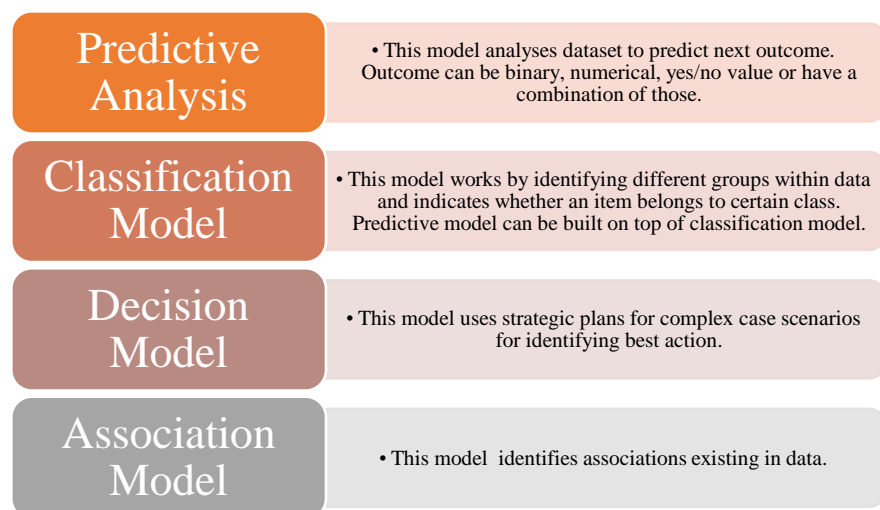 Predictive
Analysis
• This model analyses dataset to predict next outcome.
Outcome can be binary, numerical, yes/no value or have a
combination of those.
Classification
Model
• This model works by identifying different groups within data
and indicates whether an item belongs to certain class.
Predictive model can be built on top of classification model.
Decision
Model
• This model uses strategic plans for complex case scenarios
for identifying best action.
Association
Model
• This model identifies associations existing in data.